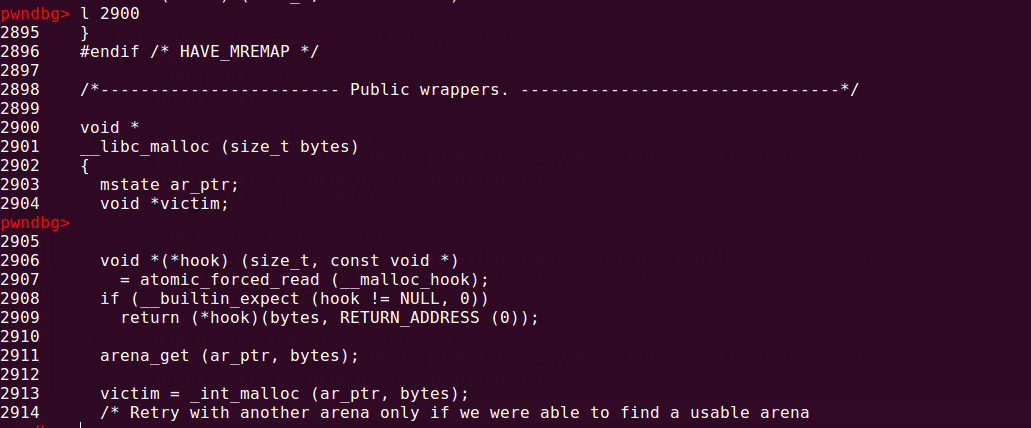 pwndbg> l 2900
2895    }
2896    #endif /* HAVE_MREMAP */
2897
2898    /*------------------------ Public wrappers. --------------------------------*/
2899
2900    void *
2901    __libc_malloc (size_t bytes)
2902    {
2903      mstate ar_ptr;
2904      void *victim;
pwndbg>
2905
2906      void *(*hook) (size_t, const void *)
2907        = atomic_forced_read (__malloc_hook);
2908      if (__builtin_expect (hook != NULL, 0))
2909        return (*hook)(bytes, RETURN_ADDRESS (0));
2910
2911      arena_get (ar_ptr, bytes);
2912
2913      victim = _int_malloc (ar_ptr, bytes);
2914      /* Retry with another arena only if we were able to find a usable arena